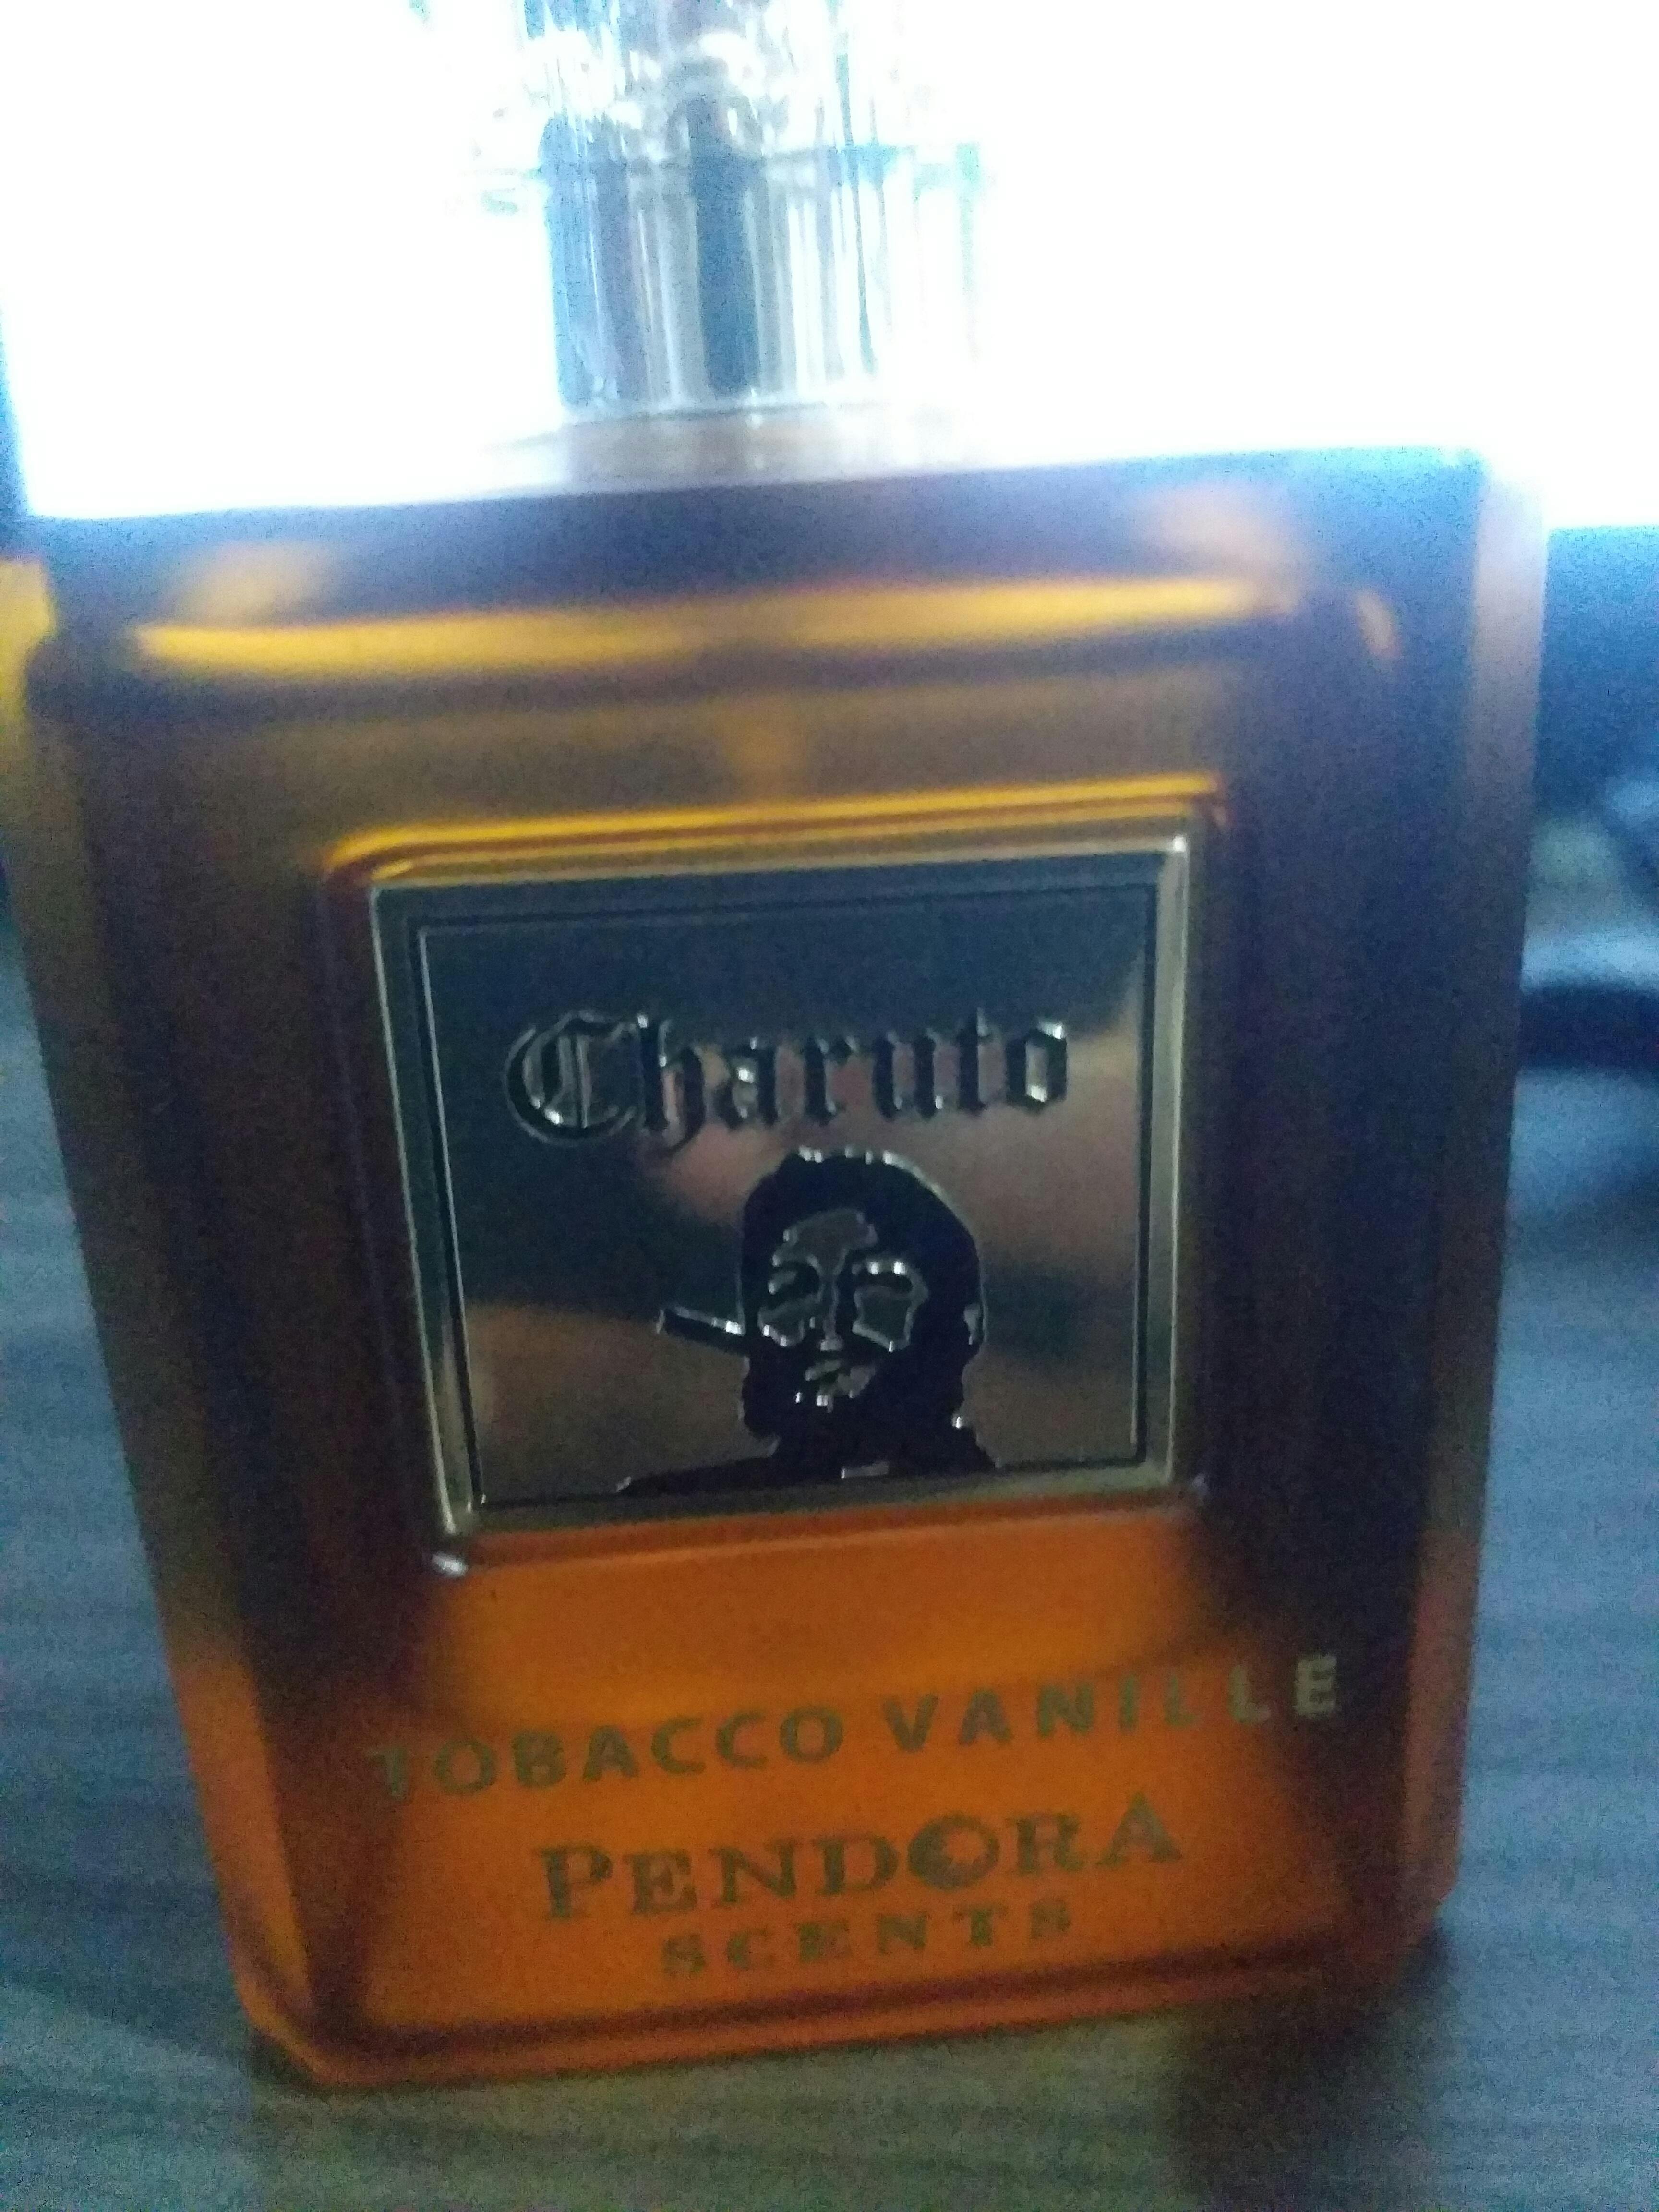 Charuto
TOBACCO VANILLE
PENDORA
SCENTS